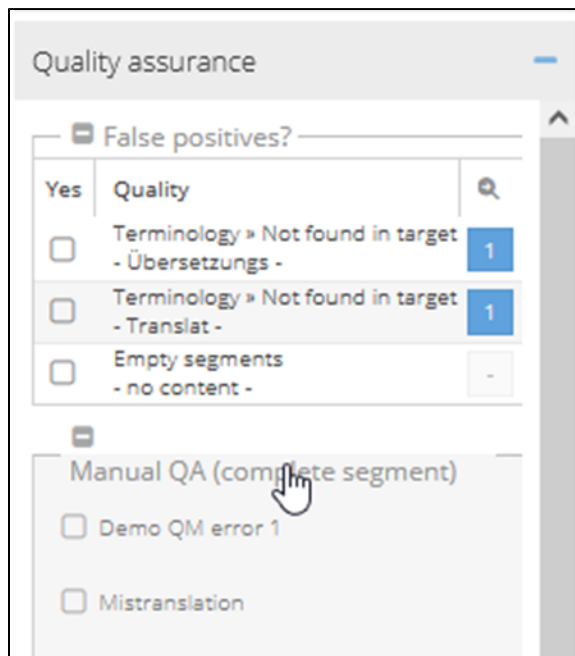 Quality assurance
False positives?
Yes Quality
Terminology » Not found in target
- Übersetzungs -
1
Terminology » Not found in target
- Translat -
1
Empty segments
- no content -
-
Manual QA (complete segment)
Demo QM error 1
Mistranslation